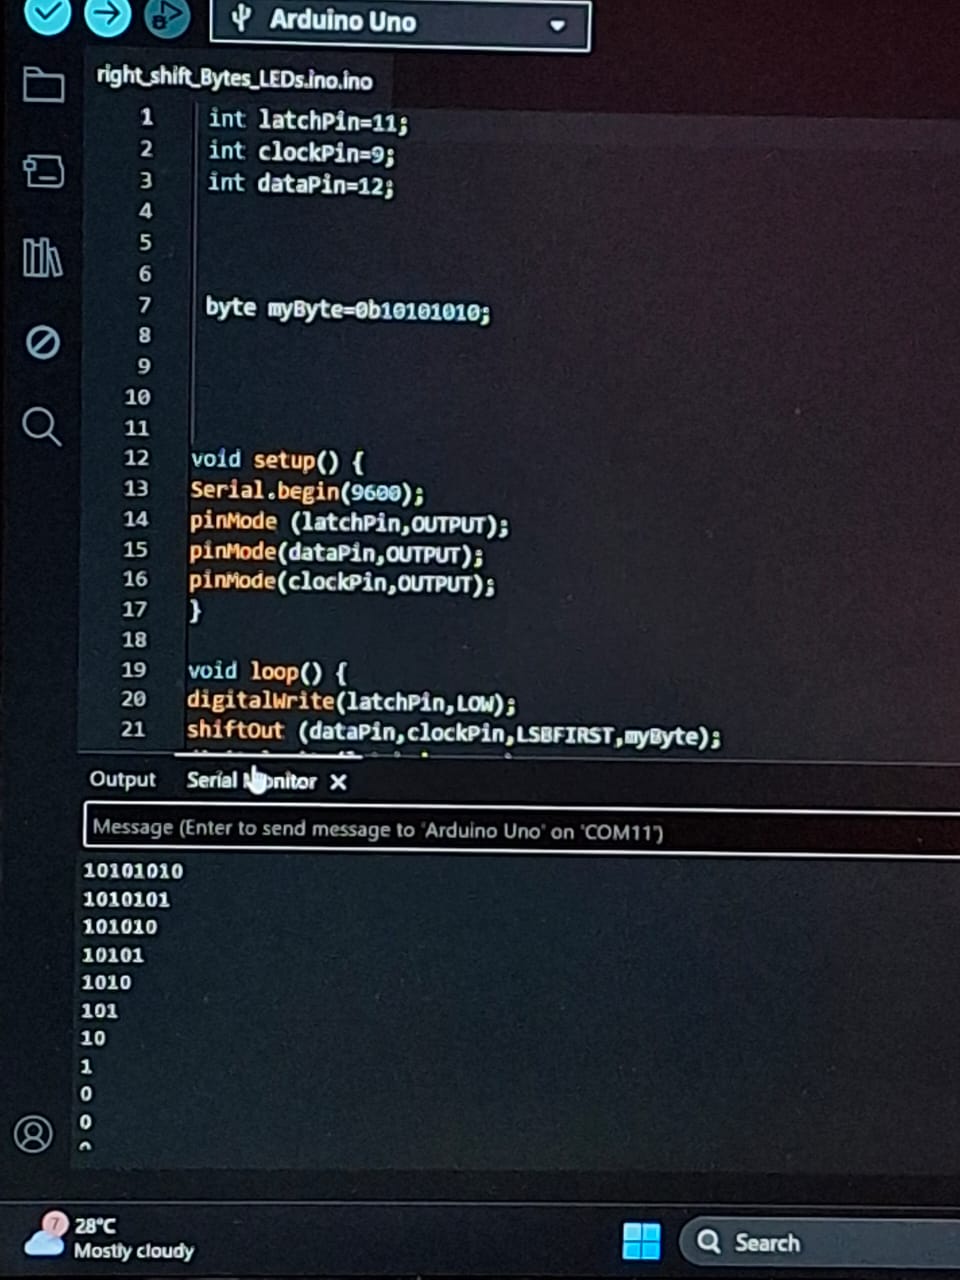 Arduino Uno
right_shift_Bytes_LEDs.ino.ino
1 int latchPin=11;
2 int clockPin=9;
3 int dataPin=12;
4
5
6
7 byte myByte=0b10101010;
8
9
10
11
12 void setup() {
13 Serial.begin(9600);
14 pinMode (latchPin,OUTPUT);
15 pinMode(dataPin,OUTPUT);
16 pinMode(clockPin,OUTPUT);
17 }
18
19 void loop() {
20 digitalWrite(latchPin,LOW);
21 shiftOut (dataPin,clockPin,LSBFIRST,myByte);
Output Serial Monitor X
Message (Enter to send message to 'Arduino Uno' on 'COM11')
10101010
1010101
101010
10101
1010
101
10
1
0
0
7 28°C
Mostly cloudy
Search